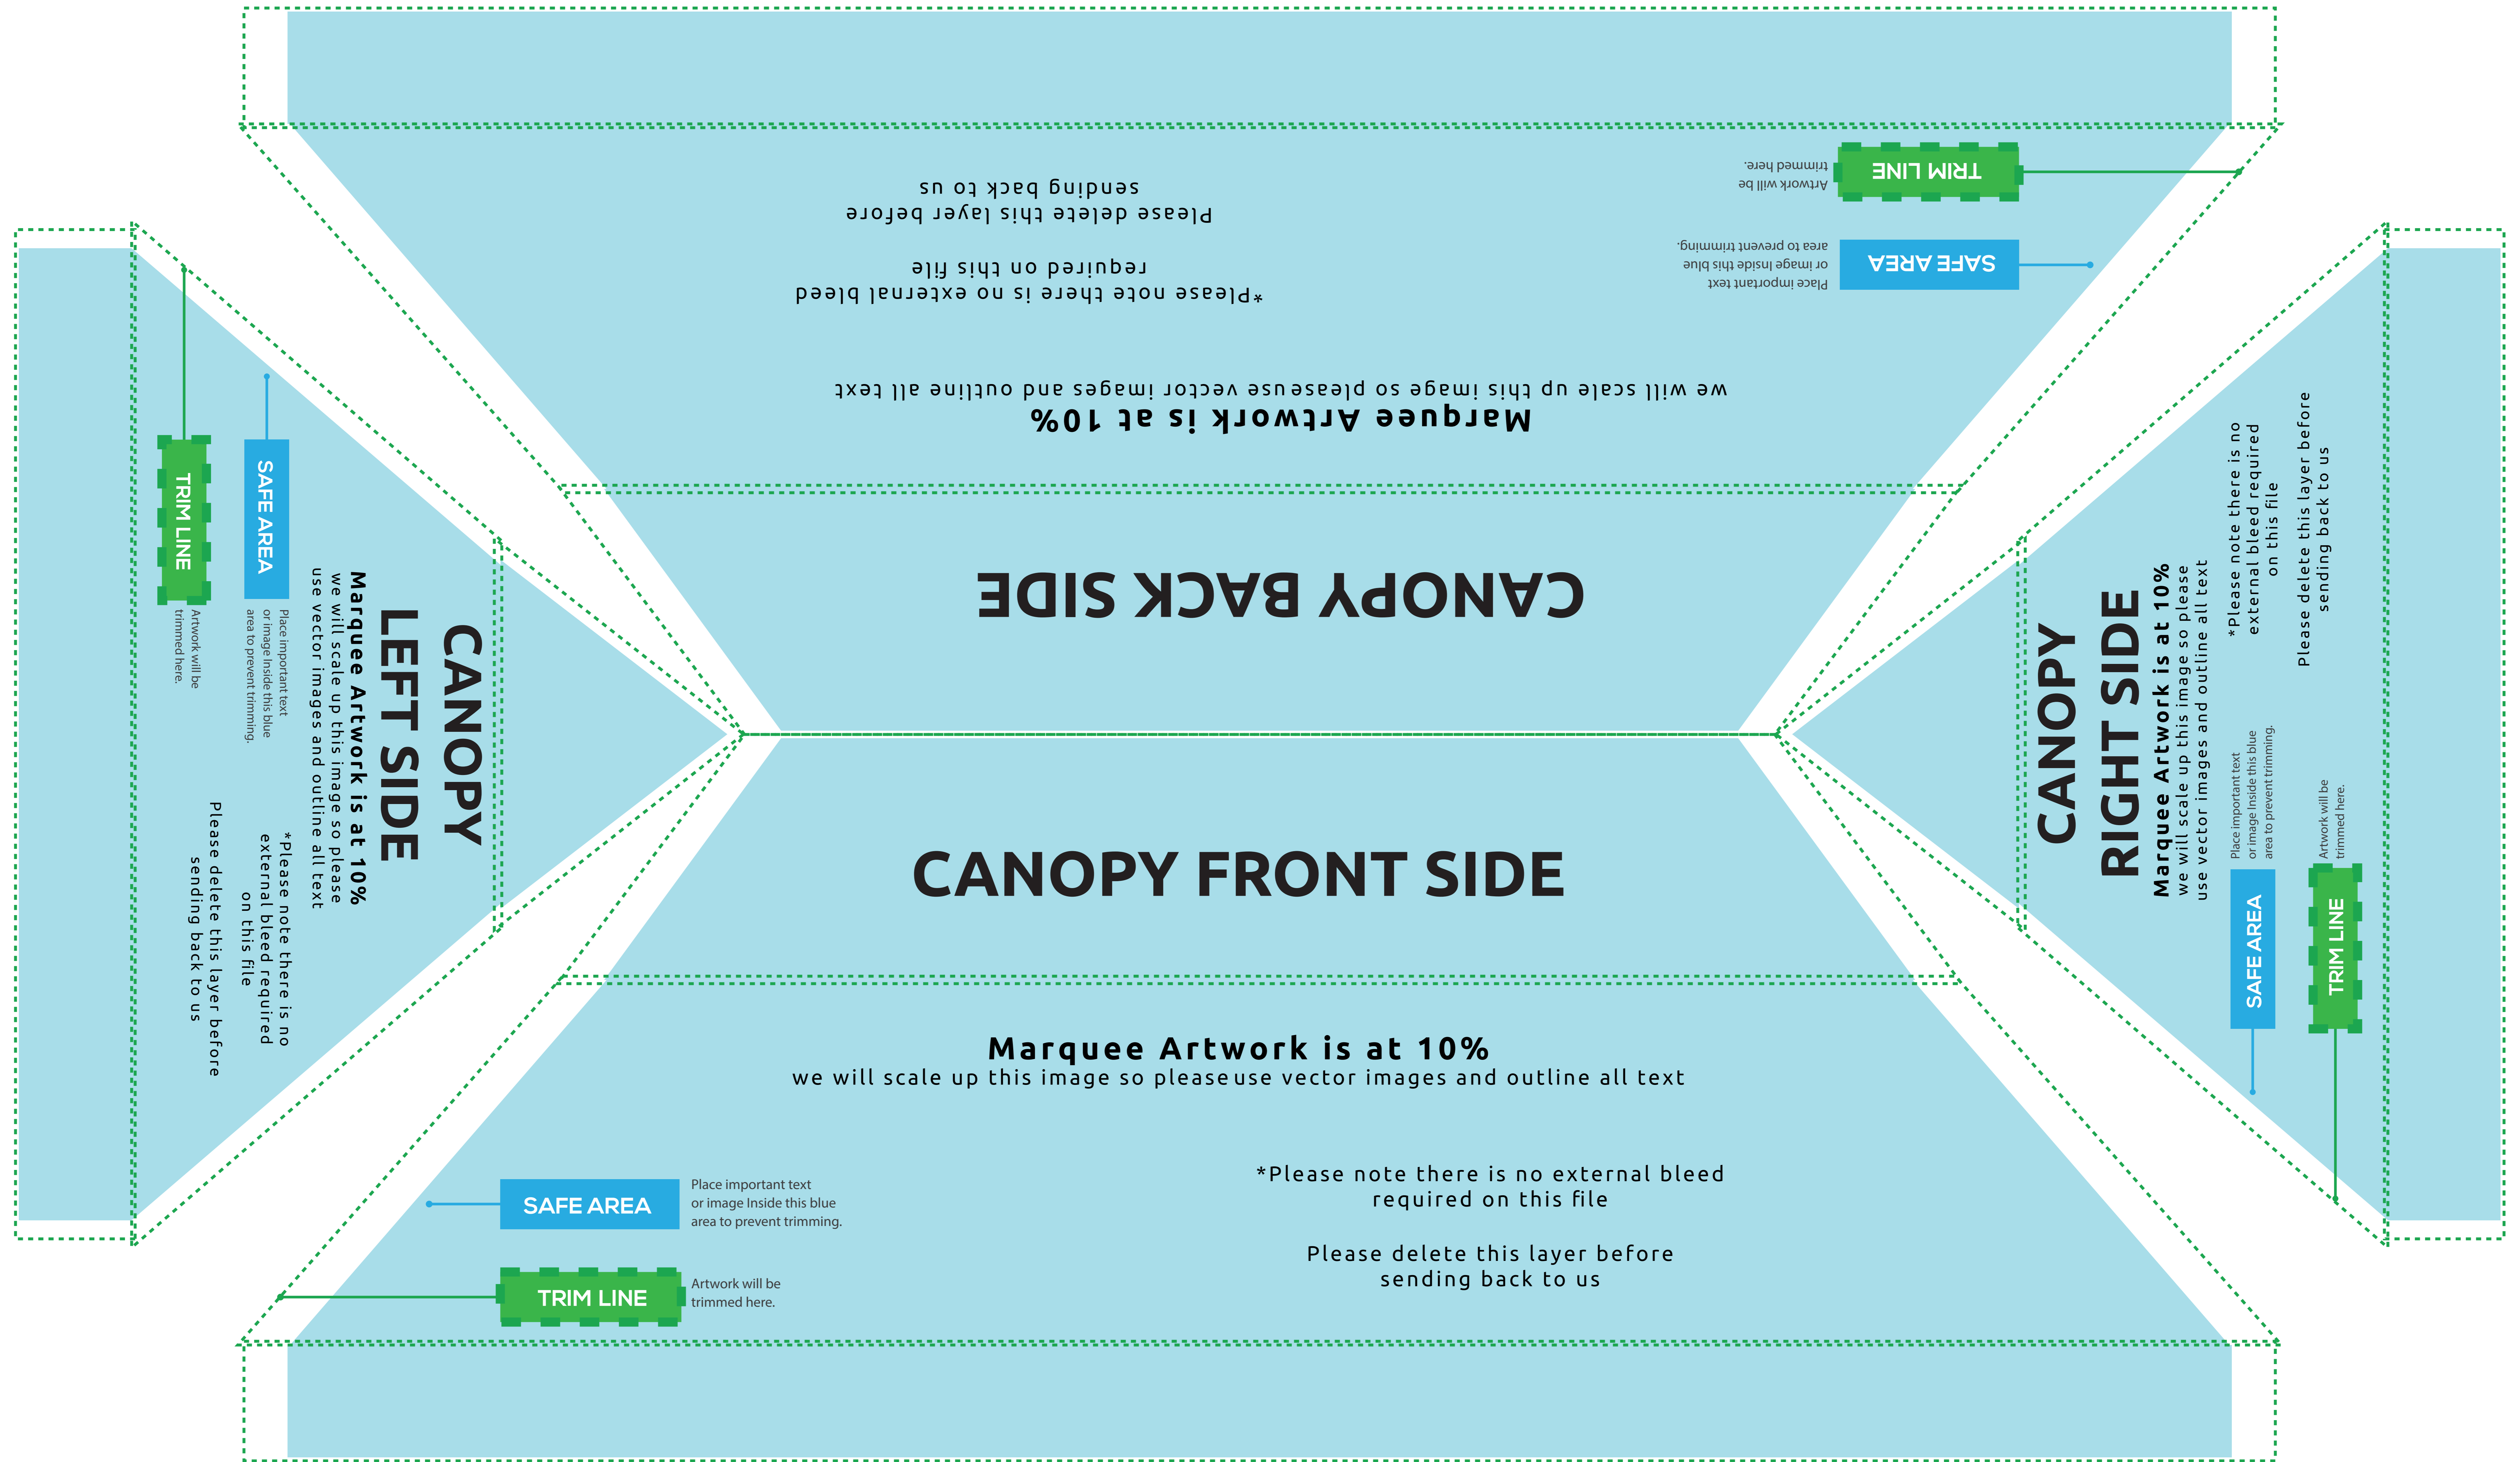 CANOPY BACK SIDE
Marquee Artwork is at 10%
we will scale up this image so please use vector images and outline all text
*Please note there is no external bleed
required on this file
Please delete this layer before
sending back to us
SAFE AREA
Place important text
or image Inside this blue
area to prevent trimming.
TRIM LINE
Artwork will be
trimmed here.
CANOPY
LEFT SIDE
Marquee Artwork is at 10%
we will scale up this image so please
use vector images and outline all text
SAFE AREA
Place important text
or image Inside this blue
area to prevent trimming.
TRIM LINE
Artwork will be
trimmed here.
*Please note there is no
external bleed required
on this file
Please delete this layer before
sending back to us
CANOPY
RIGHT SIDE
Marquee Artwork is at 10%
we will scale up this image so please
use vector images and outline all text
*Please note there is no
external bleed required
on this file
Please delete this layer before
sending back to us
SAFE AREA
Place important text
or image Inside this blue
area to prevent trimming.
TRIM LINE
Artwork will be
trimmed here.
CANOPY FRONT SIDE
Marquee Artwork is at 10%
we will scale up this image so please use vector images and outline all text
*Please note there is no external bleed
required on this file
Please delete this layer before
sending back to us
SAFE AREA
Place important text
or image Inside this blue
area to prevent trimming.
TRIM LINE
Artwork will be
trimmed here.